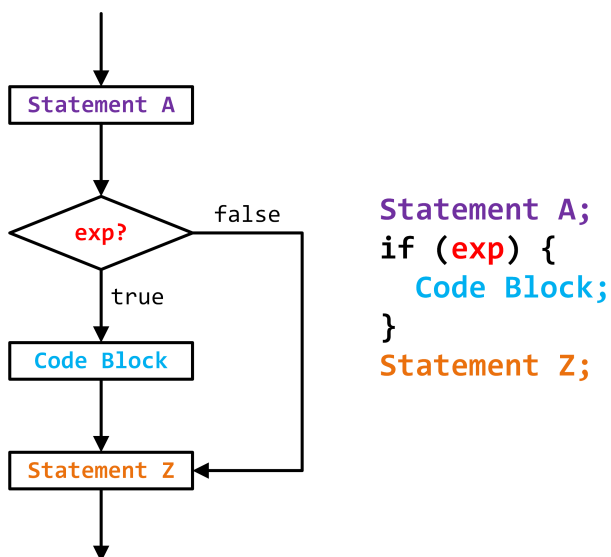 Statement A
exp?
false
true
Code Block
Statement Z
Statement A;
if (exp) {
  Code Block;
}
Statement Z;